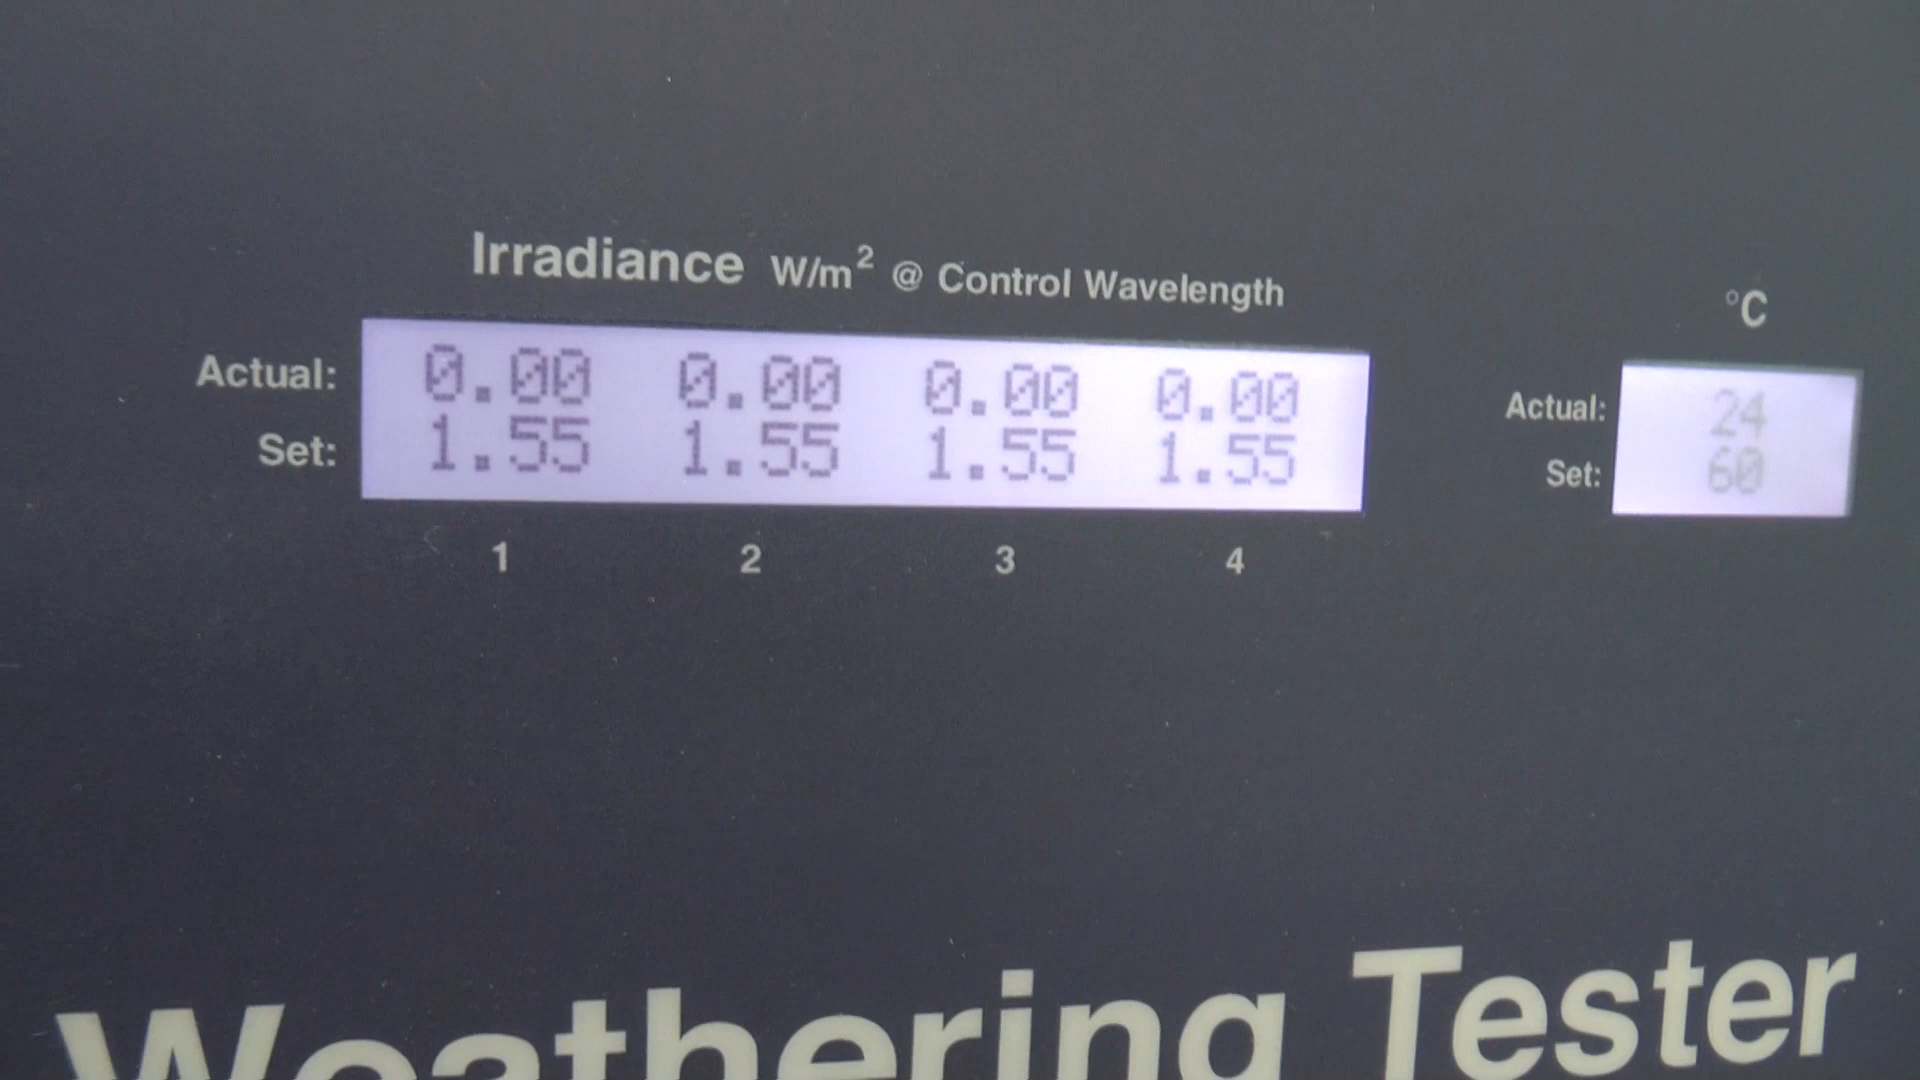 Irradiance W/m² @ Control Wavelength
Actual: 0.00 0.00 0.00 0.00
Set: 1.55 1.55 1.55 1.55
1 2 3 4
°C
Actual: 24
Set: 60
Weathering Tester